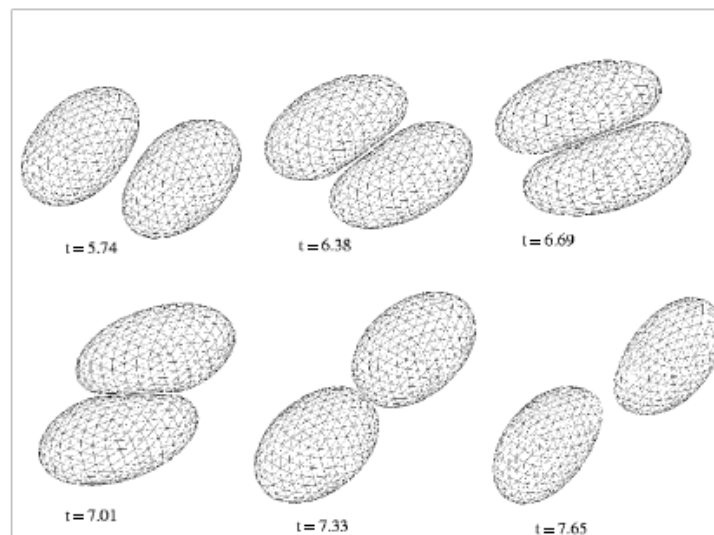 t = 5.74
t = 6.38
t = 6.69
t = 7.01
t = 7.33
t = 7.65